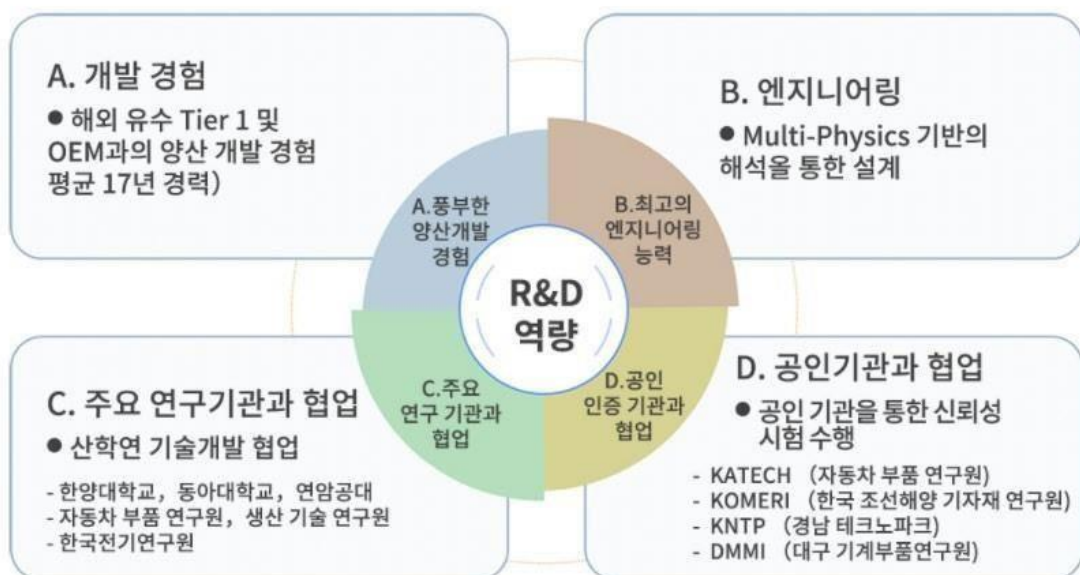 A. 개발 경험
● 해외 유수 Tier 1 및
OEM과의 양산 개발 경험
평균 17년 경력)
B. 엔지니어링
● Multi-Physics 기반의
해석올 통한 설계
A.풍부한
양산개발
경험
B.최고의
엔지니어링
능력
R&D
역량
C.주요
연구 기관과
협업
D.공인
인증 기관과
협업
C. 주요 연구기관과 협업
● 산학연 기술개발 협업
- 한양대학교, 동아대학교, 연암공대
- 자동차 부품 연구원, 생산 기술 연구원
- 한국전기연구원
D. 공인기관과 협업
● 공인 기관을 통한 신뢰성
시험 수행
- KATECH (자동차 부품 연구원)
- KOMERI (한국 조선해양 기자재 연구원)
- KNTP (경남 테크노파크)
- DMMI (대구 기계부품연구원)